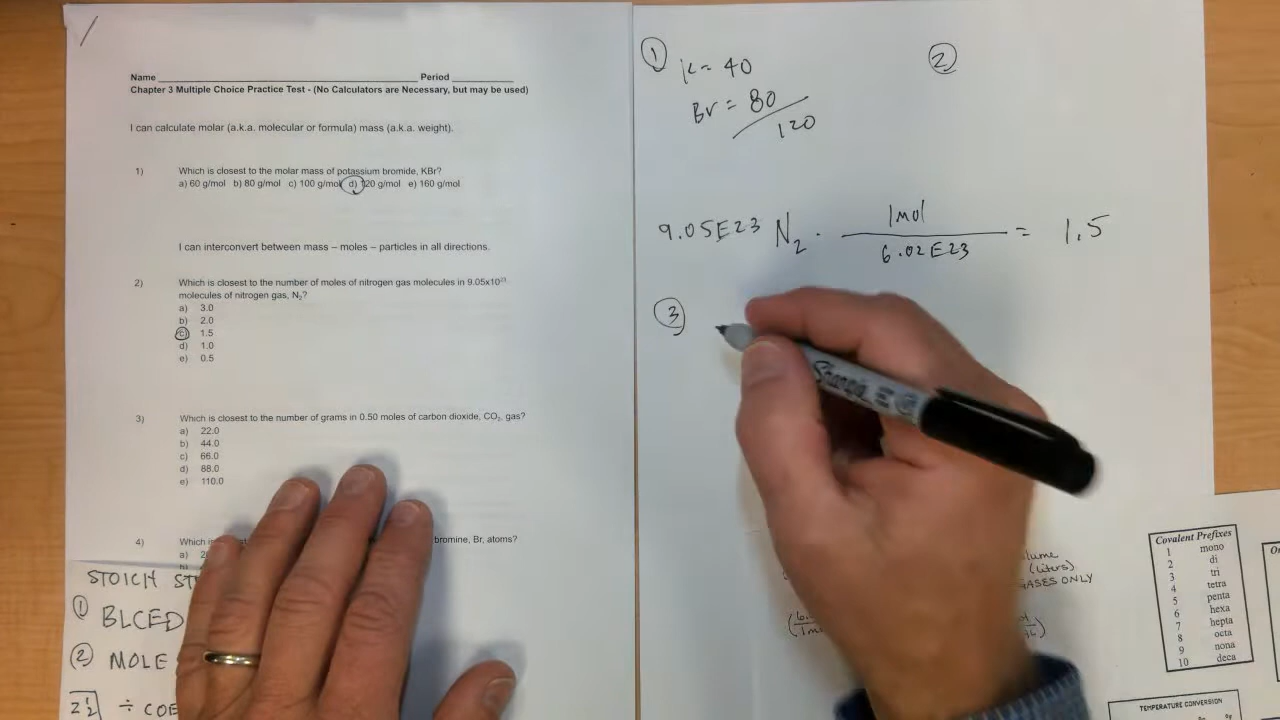 Name Period
Chapter 3 Multiple Choice Practice Test - (No Calculators are Necessary, but may be used)
I can calculate molar (a.k.a. molecular or formula) mass (a.k.a. weight).
1) Which is closest to the molar mass of potassium bromide, KBr?
a) 60 g/mol b) 80 g/mol c) 100 g/mol d) 120 g/mol e) 160 g/mol
I can interconvert between mass – moles – particles in all directions.
2) Which is closest to the number of moles of nitrogen gas molecules in 9.05x10²³
molecules of nitrogen gas, N₂?
a) 3.0
b) 2.0
c) 1.5
d) 1.0
e) 0.5
3) Which is closest to the number of grams in 0.50 moles of carbon dioxide, CO₂, gas?
a) 22.0
b) 44.0
c) 66.0
d) 88.0
e) 110.0
4) Which bromine, Br, atoms?
a)
STOICH
① BLCED
② MOLE
2½ ÷
① K = 40
Br = 80
120
②
9.05E23 N₂ · 1mol = 1.5
6.02E23
③
Sharpie
(liters)
GASES ONLY
Covalent Prefixes
1 mono
2 di
3 tri
4 tetra
5 penta
6 hexa
7 hepta
8 octa
9 nona
10 deca
TEMPERATURE CONVERSION